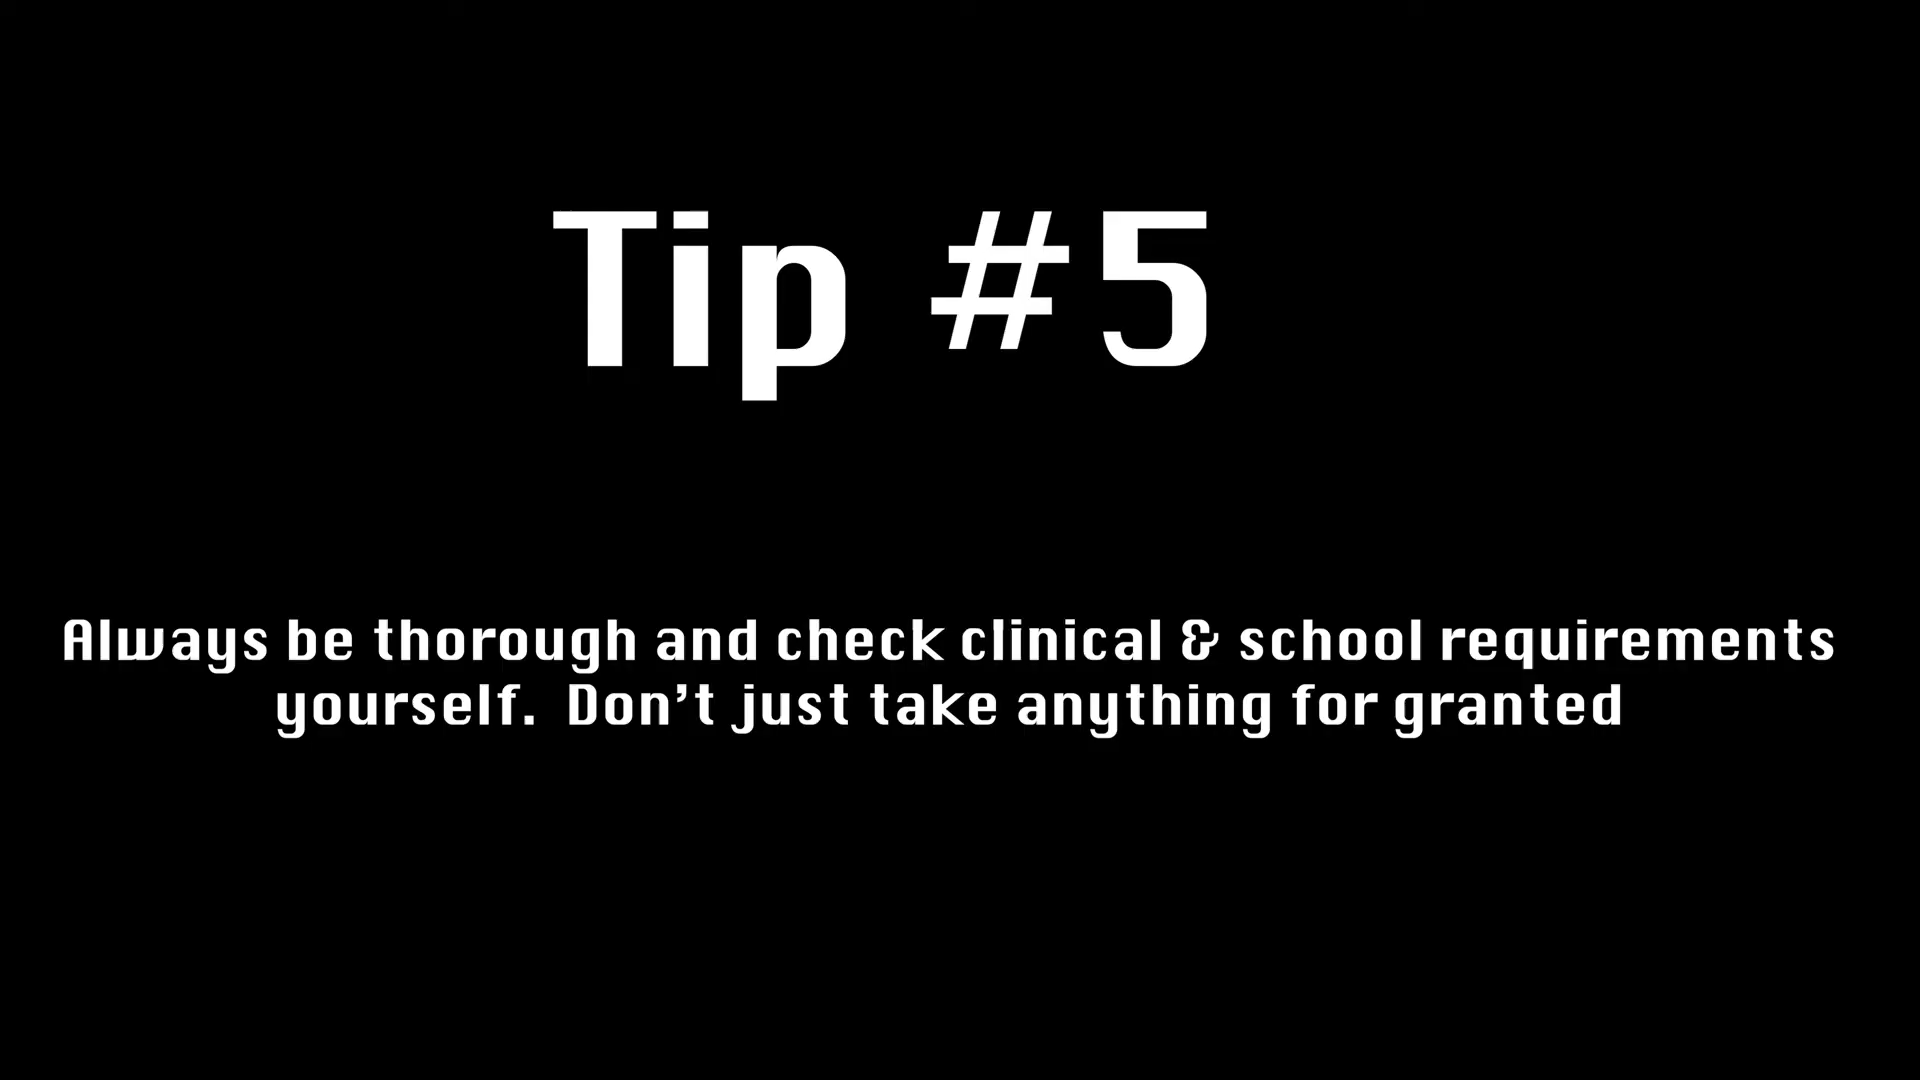 Tip #5
Always be thorough and check clinical & school requirements
yourself.  Don’t just take anything for granted